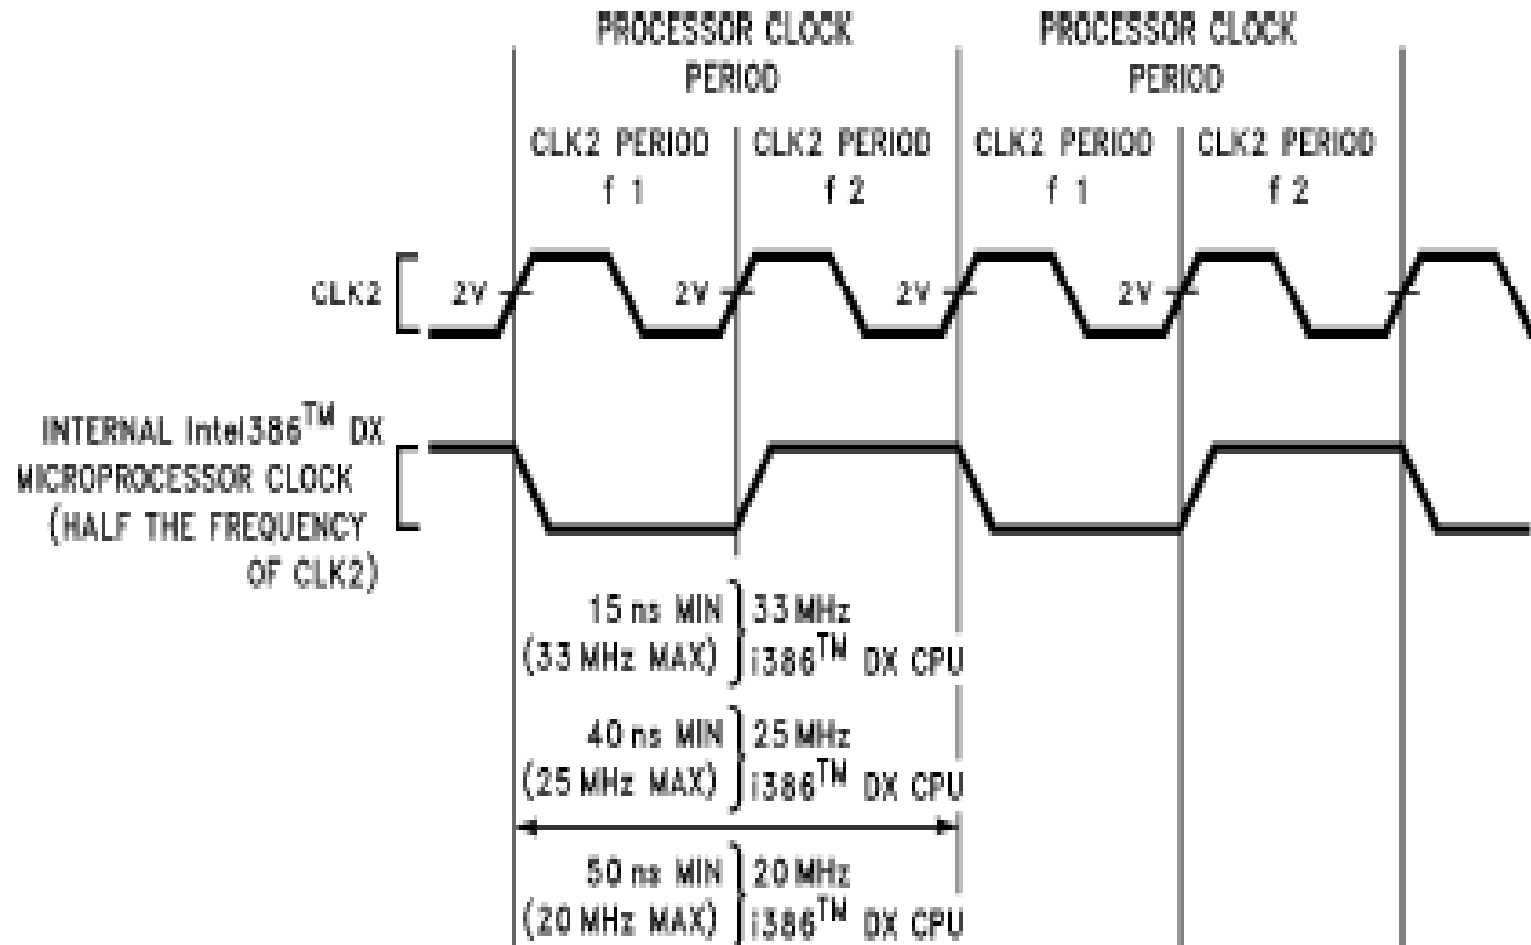 PROCESSOR CLOCK PERIOD
PROCESSOR CLOCK PERIOD
CLK2 PERIOD f 1
CLK2 PERIOD f 2
CLK2 PERIOD f 1
CLK2 PERIOD f 2
CLK2
2V
2V
2V
2V
INTERNAL Intel386™ DX
MICROPROCESSOR CLOCK
(HALF THE FREQUENCY
OF CLK2)
15 ns MIN
(33 MHz MAX)
33 MHz
i386™ DX CPU
40 ns MIN
(25 MHz MAX)
25 MHz
i386™ DX CPU
50 ns MIN
(20 MHz MAX)
20 MHz
i386™ DX CPU